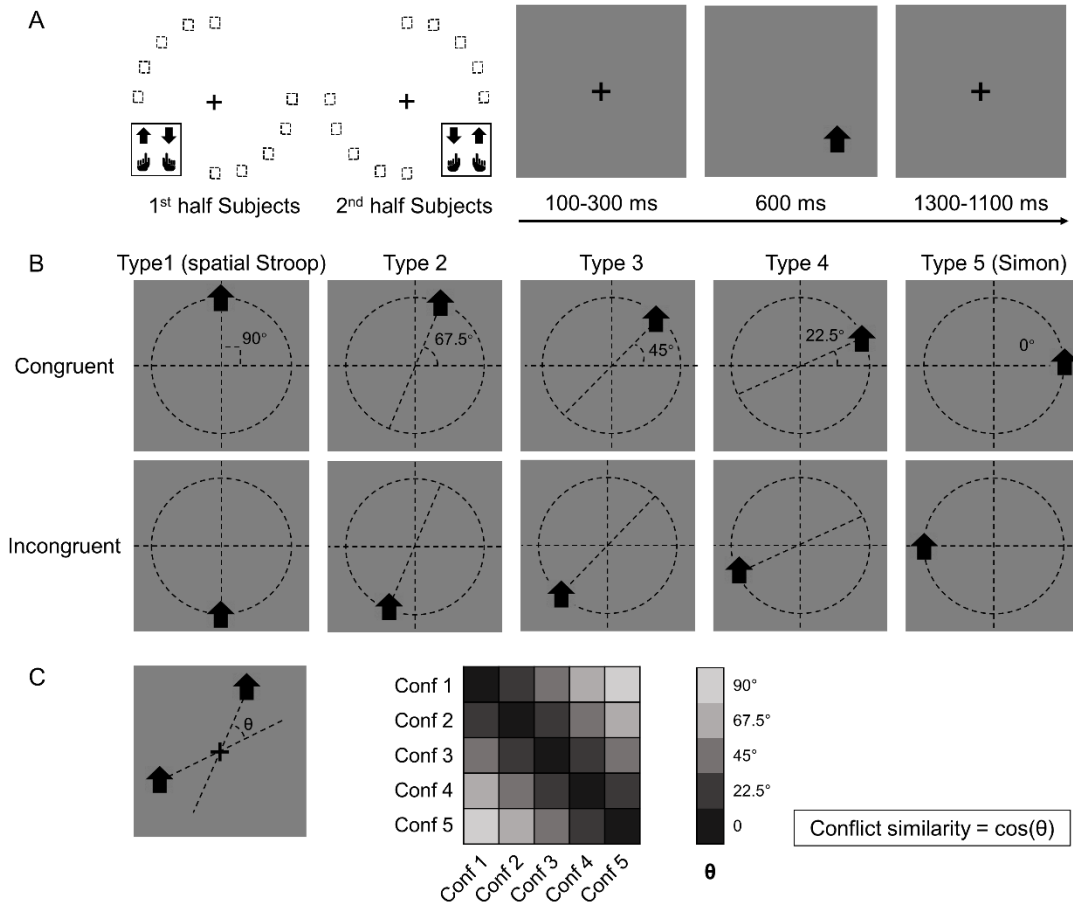 A
1st half Subjects
2nd half Subjects
100-300 ms
600 ms
1300-1100 ms
B
Type1 (spatial Stroop)
Type 2
Type 3
Type 4
Type 5 (Simon)
Congruent
90°
67.5°
45°
22.5°
0°
Incongruent
C
θ
Conf 1
Conf 2
Conf 3
Conf 4
Conf 5
Conf 1
Conf 2
Conf 3
Conf 4
Conf 5
90°
67.5°
45°
22.5°
0
θ
Conflict similarity = cos(θ)